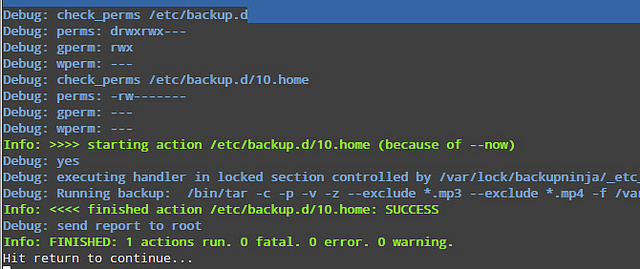 Debug: check_perms /etc/backup.d
Debug: perms: drwxrwx---
Debug: gperm: rwx
Debug: wperm: ---
Debug: check_perms /etc/backup.d/10.home
Debug: perms: -rw-------
Debug: gperm: ---
Debug: wperm: ---
Info: >>>> starting action /etc/backup.d/10.home (because of --now)
Debug: yes
Debug: executing handler in locked section controlled by /var/lock/backupninja/_etc_
Debug: Running backup:  /bin/tar -c -p -v -z --exclude *.mp3 --exclude *.mp4 -f /va
Info: <<<< finished action /etc/backup.d/10.home: SUCCESS
Debug: send report to root
Info: FINISHED: 1 actions run. 0 fatal. 0 error. 0 warning.
Hit return to continue...